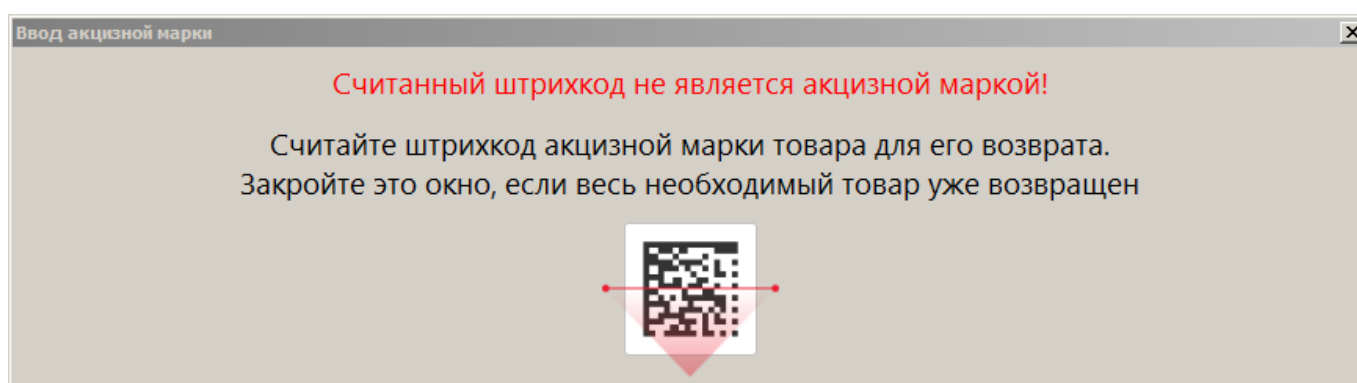 Ввод акцизной марки
Считанный штрихкод не является акцизной маркой!
Считайте штрихкод акцизной марки товара для его возврата.
Закройте это окно, если весь необходимый товар уже возвращен